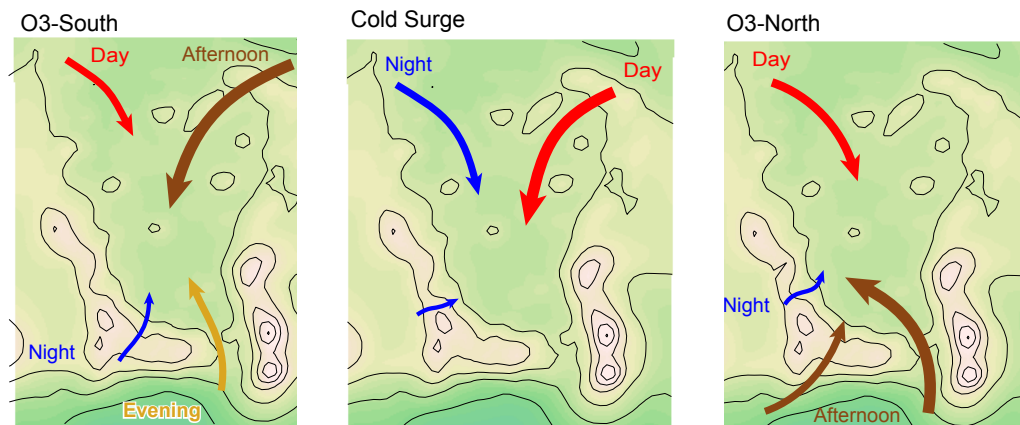 O3-South
Day
Afternoon
Night
Evening
Cold Surge
Night
Day
O3-North
Day
Night
Afternoon